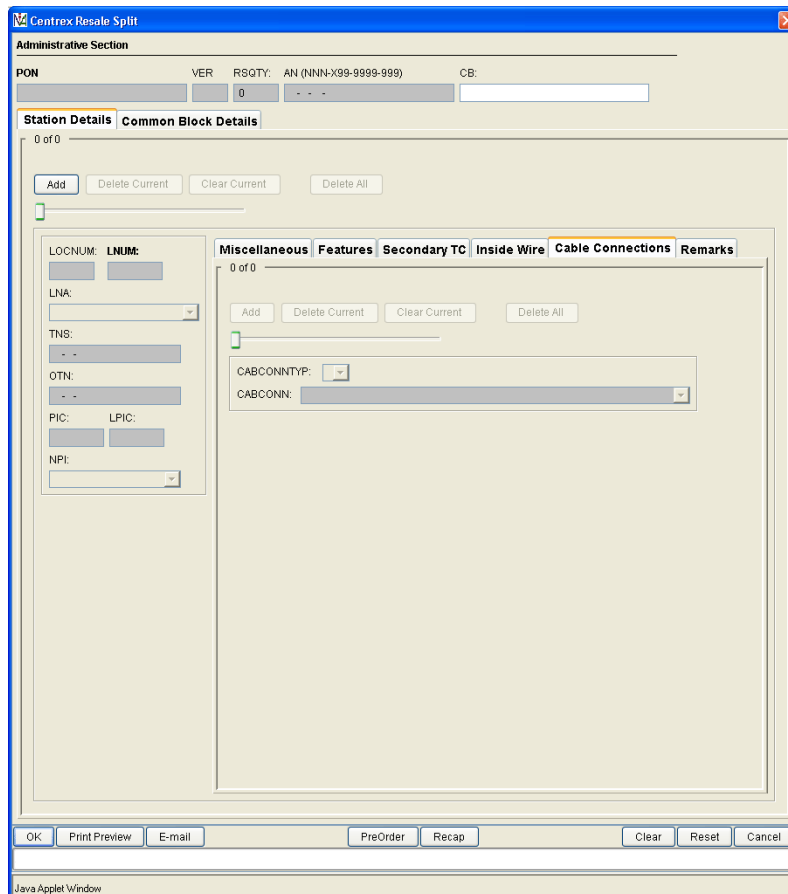 Centrex Resale Split
Administrative Section
PON VER RSQTY: AN (NNN-X99-9999-999) CB:
0 - - -
Station Details Common Block Details
0 of 0
Add Delete Current Clear Current Delete All
LOCNUM: LNUM:
LNA:
TNS:
- -
OTN:
- -
PIC: LPIC:
NPI:
Miscellaneous Features Secondary TC Inside Wire Cable Connections Remarks
0 of 0
Add Delete Current Clear Current Delete All
CABCONNTYP:
CABCONN:
OK Print Preview E-mail PreOrder Recap Clear Reset Cancel
Java Applet Window